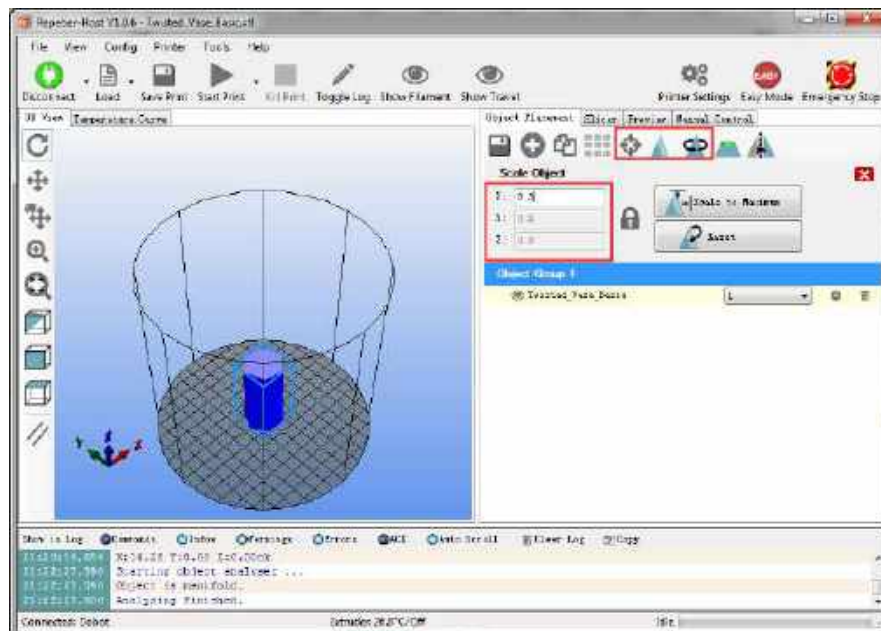 Repetier-Host V1.0.6 - Twisted_Vase_Basic.stl
File View Config Printer Tools Help
Disconnect Load Save Print Start Print Kill Print Toggle Log Show Filament Show Travel Printer Settings Easy Mode Emergency Stop
EASY
3D View Temperature Curve
Object Placement Slicer Preview Manual Control
Scale Object
X: 0.5
Y:
Z:
Scale to Maximum
Reset
Object Group 1
Twisted_Vase_Basic
Show in Log Commands Infos Warnings Errors ACK Auto Scroll Clear Log Copy
Starting object analyser ...
Object is manifold.
Analysing finished.
Connected: Dobot
Idle